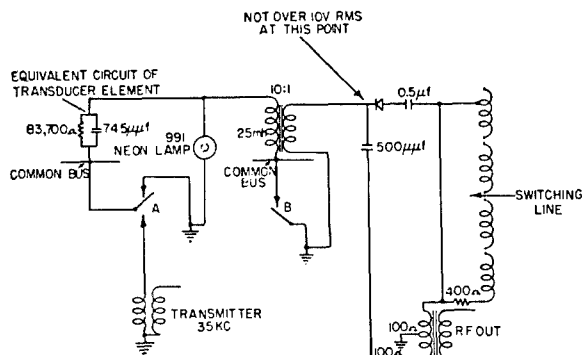 NOT OVER 10V RMS
AT THIS POINT
EQUIVALENT CIRCUIT OF
TRANSDUCER ELEMENT
10:1
0.5μf
83,700Ω
745μμf
991
NEON LAMP
25mh
500μμf
COMMON BUS
COMMON
BUS
A
B
SWITCHING
LINE
TRANSMITTER
35KC
400Ω
100Ω
RF OUT
100Ω